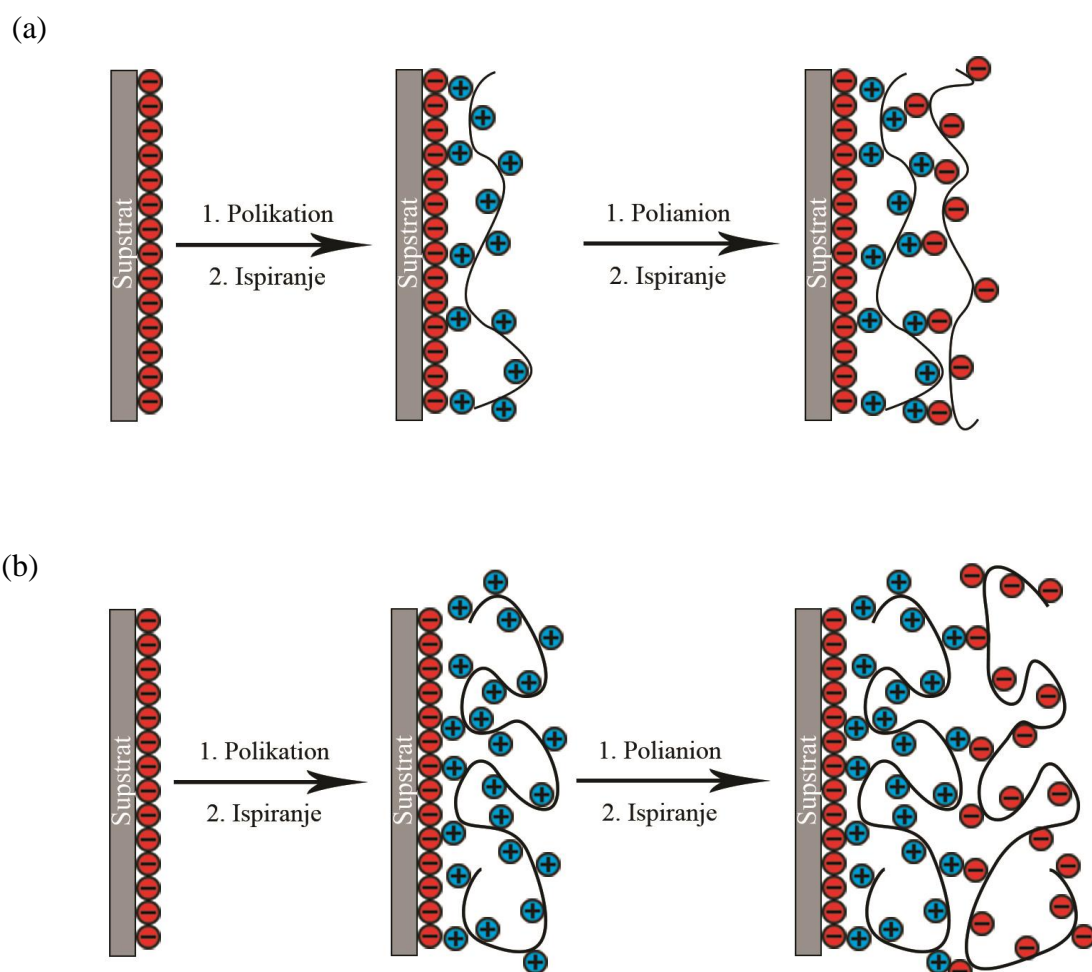 (a)
Supstrat
1. Polikation
2. Ispiranje
Supstrat
1. Polianion
2. Ispiranje
Supstrat
(b)
Supstrat
1. Polikation
2. Ispiranje
Supstrat
1. Polianion
2. Ispiranje
Supstrat